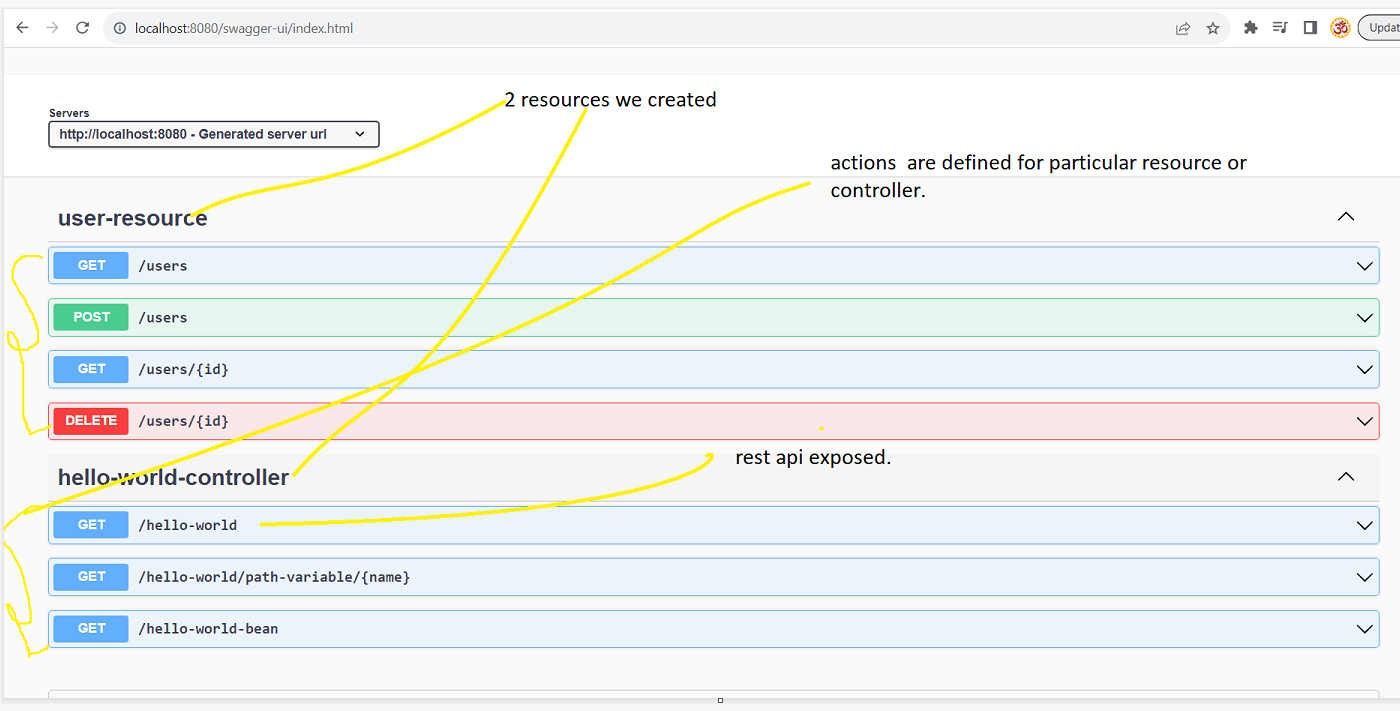 localhost:8080/swagger-ui/index.html
Updat
2 resources we created
Servers
http://localhost:8080 - Generated server url
actions are defined for particular resource or
controller.
user-resource
GET /users
POST /users
GET /users/{id}
DELETE /users/{id}
rest api exposed.
hello-world-controller
GET /hello-world
GET /hello-world/path-variable/{name}
GET /hello-world-bean